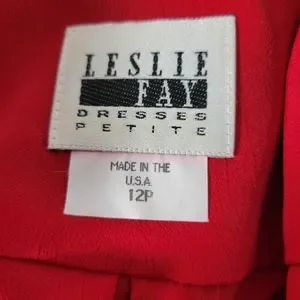 LESLIE
FAY
DRESSES
PETITE
MADE IN THE
U.S.A.
12P